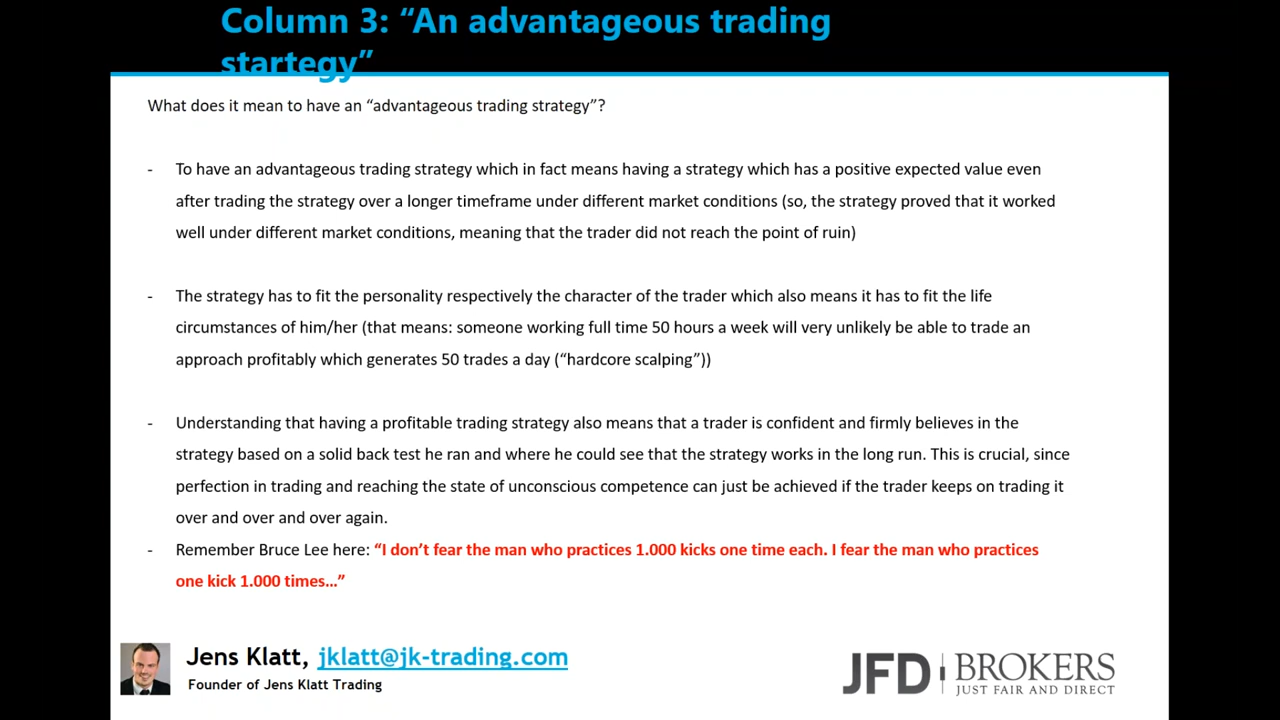 Column 3: “An advantageous trading
startegy”
What does it mean to have an “advantageous trading strategy”?
- To have an advantageous trading strategy which in fact means having a strategy which has a positive expected value even
after trading the strategy over a longer timeframe under different market conditions (so, the strategy proved that it worked
well under different market conditions, meaning that the trader did not reach the point of ruin)
- The strategy has to fit the personality respectively the character of the trader which also means it has to fit the life
circumstances of him/her (that means: someone working full time 50 hours a week will very unlikely be able to trade an
approach profitably which generates 50 trades a day (“hardcore scalping”))
- Understanding that having a profitable trading strategy also means that a trader is confident and firmly believes in the
strategy based on a solid back test he ran and where he could see that the strategy works in the long run. This is crucial, since
perfection in trading and reaching the state of unconscious competence can just be achieved if the trader keeps on trading it
over and over and over again.
- Remember Bruce Lee here: “I don’t fear the man who practices 1.000 kicks one time each. I fear the man who practices
one kick 1.000 times…”
Jens Klatt, jklatt@jk-trading.com
Founder of Jens Klatt Trading
JFD BROKERS
JUST FAIR AND DIRECT